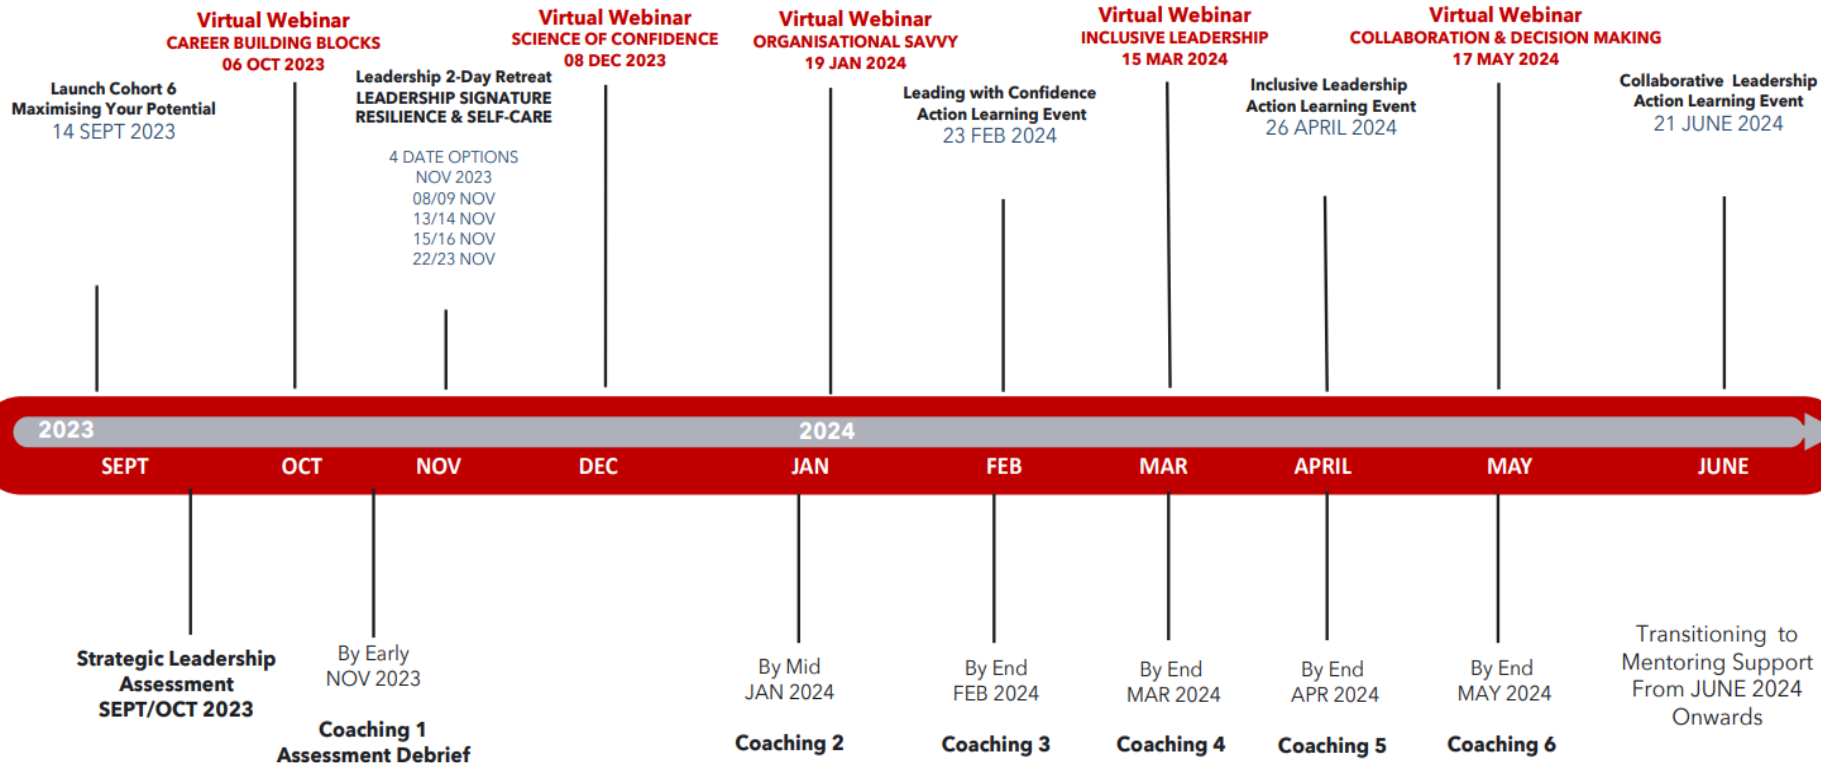 Launch Cohort 6
Maximising Your Potential
14 SEPT 2023
Virtual Webinar
CAREER BUILDING BLOCKS
06 OCT 2023
Leadership 2-Day Retreat
LEADERSHIP SIGNATURE
RESILIENCE & SELF-CARE
4 DATE OPTIONS
NOV 2023
08/09 NOV
13/14 NOV
15/16 NOV
22/23 NOV
Virtual Webinar
SCIENCE OF CONFIDENCE
08 DEC 2023
Virtual Webinar
ORGANISATIONAL SAVVY
19 JAN 2024
Leading with Confidence
Action Learning Event
23 FEB 2024
Virtual Webinar
INCLUSIVE LEADERSHIP
15 MAR 2024
Inclusive Leadership
Action Learning Event
26 APRIL 2024
Virtual Webinar
COLLABORATION & DECISION MAKING
17 MAY 2024
Collaborative Leadership
Action Learning Event
21 JUNE 2024
2023 2024
SEPT OCT NOV DEC JAN FEB MAR APRIL MAY JUNE
Strategic Leadership
Assessment
SEPT/OCT 2023
By Early
NOV 2023
Coaching 1
Assessment Debrief
By Mid
JAN 2024
Coaching 2
By End
FEB 2024
Coaching 3
By End
MAR 2024
Coaching 4
By End
APR 2024
Coaching 5
By End
MAY 2024
Coaching 6
Transitioning to
Mentoring Support
From JUNE 2024
Onwards